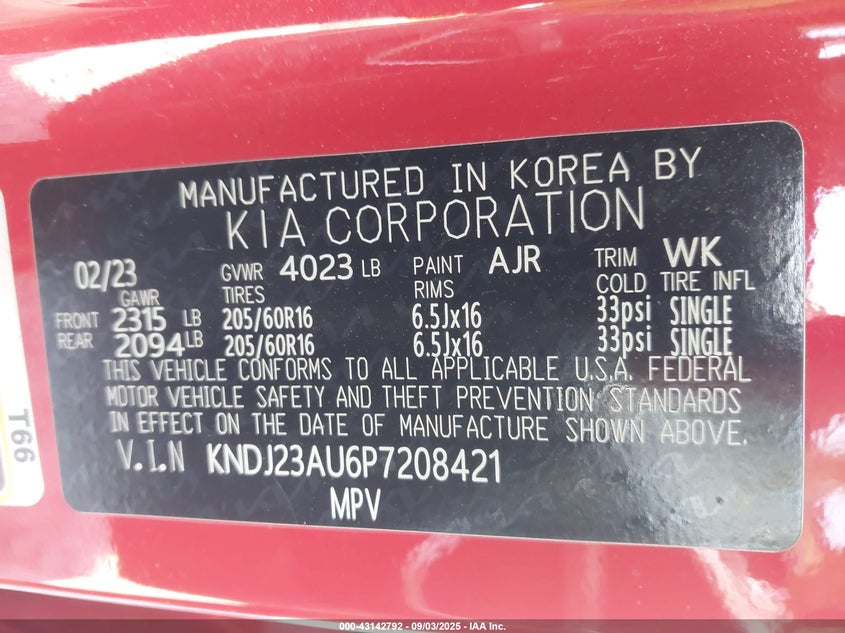 MANUFACTURED IN KOREA BY
KIA CORPORATION
02/23 GVWR 4023 LB PAINT AJR TRIM WK
GAWR TIRES RIMS COLD TIRE INFL
FRONT 2315 LB 205/60R16 6.5Jx16 33psi SINGLE
REAR 2094 LB 205/60R16 6.5Jx16 33psi SINGLE
THIS VEHICLE CONFORMS TO ALL APPLICABLE U.S.A. FEDERAL
MOTOR VEHICLE SAFETY AND THEFT PREVENTION STANDARDS
IN EFFECT ON THE DATE OF MANUFACTURE SHOWN ABOVE.
V.I.N KNDJ23AU6P7208421
MPV
T66
000-43142792 - 09/03/2025 - IAA Inc.